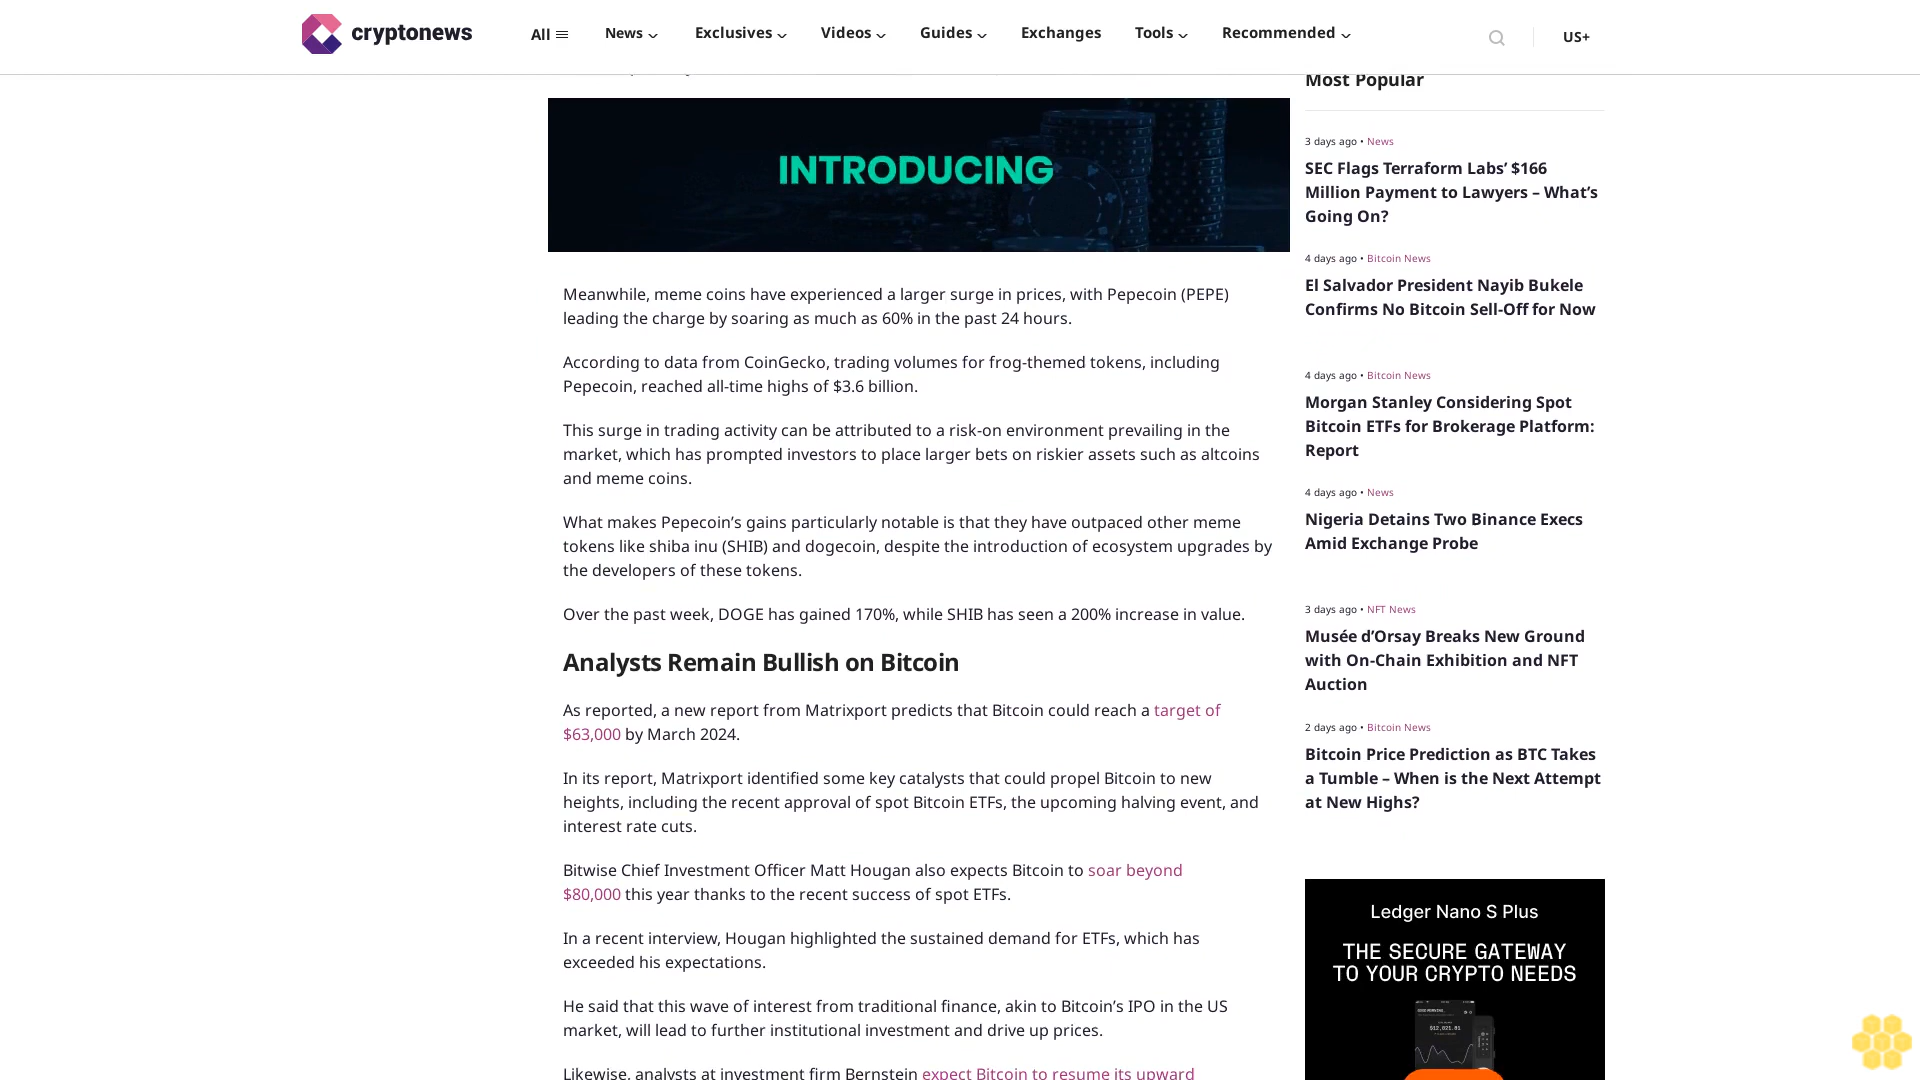 cryptonews
All
News
Exclusives
Videos
Guides
Exchanges
Tools
Recommended
US+
INTRODUCING
Meanwhile, meme coins have experienced a larger surge in prices, with Pepecoin (PEPE)
leading the charge by soaring as much as 60% in the past 24 hours.
According to data from CoinGecko, trading volumes for frog-themed tokens, including
Pepecoin, reached all-time highs of $3.6 billion.
This surge in trading activity can be attributed to a risk-on environment prevailing in the
market, which has prompted investors to place larger bets on riskier assets such as altcoins
and meme coins.
What makes Pepecoin’s gains particularly notable is that they have outpaced other meme
tokens like shiba inu (SHIB) and dogecoin, despite the introduction of ecosystem upgrades by
the developers of these tokens.
Over the past week, DOGE has gained 170%, while SHIB has seen a 200% increase in value.
Analysts Remain Bullish on Bitcoin
As reported, a new report from Matrixport predicts that Bitcoin could reach a target of
$63,000 by March 2024.
In its report, Matrixport identified some key catalysts that could propel Bitcoin to new
heights, including the recent approval of spot Bitcoin ETFs, the upcoming halving event, and
interest rate cuts.
Bitwise Chief Investment Officer Matt Hougan also expects Bitcoin to soar beyond
$80,000 this year thanks to the recent success of spot ETFs.
In a recent interview, Hougan highlighted the sustained demand for ETFs, which has
exceeded his expectations.
He said that this wave of interest from traditional finance, akin to Bitcoin’s IPO in the US
market, will lead to further institutional investment and drive up prices.
Likewise, analysts at investment firm Bernstein expect Bitcoin to resume its upward
Most Popular
3 days ago • News
SEC Flags Terraform Labs’ $166
Million Payment to Lawyers – What’s
Going On?
4 days ago • Bitcoin News
El Salvador President Nayib Bukele
Confirms No Bitcoin Sell-Off for Now
4 days ago • Bitcoin News
Morgan Stanley Considering Spot
Bitcoin ETFs for Brokerage Platform:
Report
4 days ago • News
Nigeria Detains Two Binance Execs
Amid Exchange Probe
3 days ago • NFT News
Musée d’Orsay Breaks New Ground
with On-Chain Exhibition and NFT
Auction
2 days ago • Bitcoin News
Bitcoin Price Prediction as BTC Takes
a Tumble – When is the Next Attempt
at New Highs?
Ledger Nano S Plus
THE SECURE GATEWAY
TO YOUR CRYPTO NEEDS